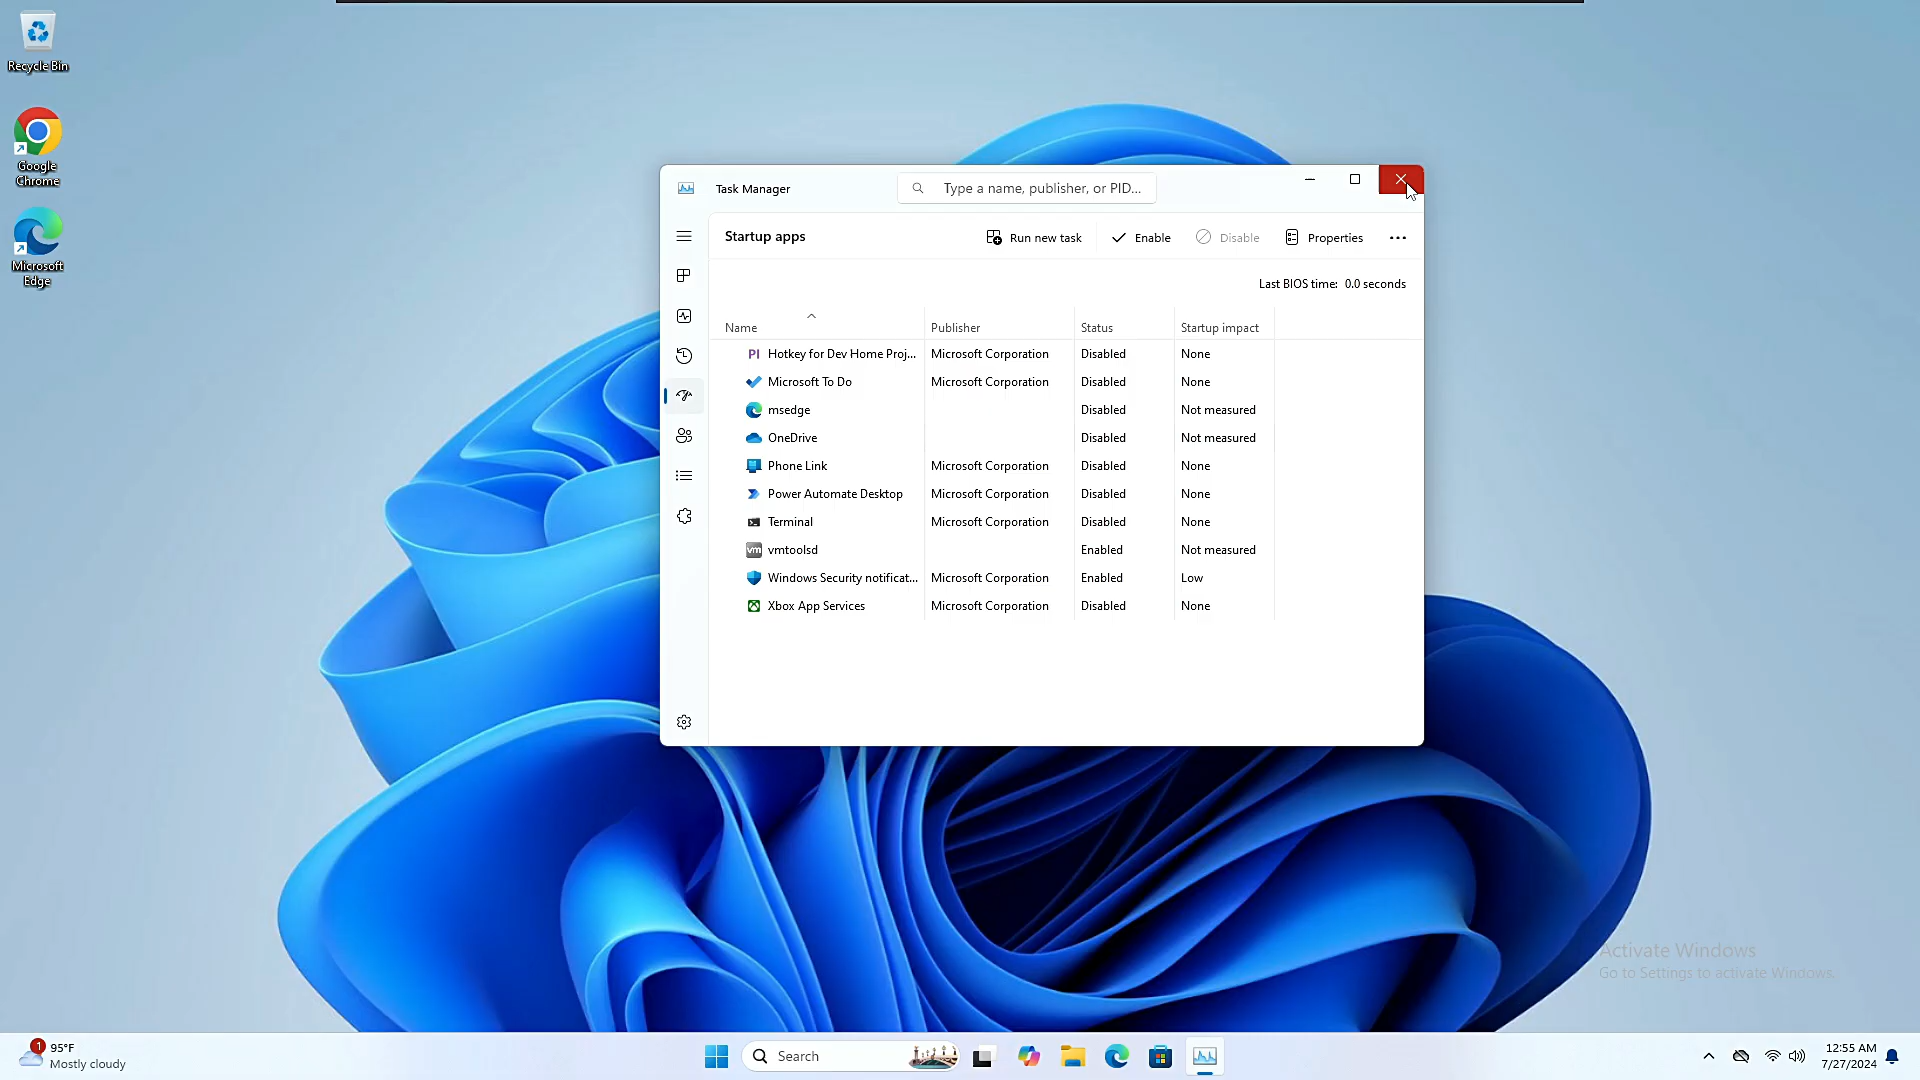 Recycle Bin
Google
Chrome
Microsoft
Edge
Task Manager
Type a name, publisher, or PID...
Startup apps
Run new task
Enable
Disable
Properties
Last BIOS time: 0.0 seconds
Name Publisher Status Startup impact
PI Hotkey for Dev Home Proj... Microsoft Corporation Disabled None
Microsoft To Do Microsoft Corporation Disabled None
msedge Disabled Not measured
OneDrive Disabled Not measured
Phone Link Microsoft Corporation Disabled None
Power Automate Desktop Microsoft Corporation Disabled None
Terminal Microsoft Corporation Disabled None
vm vmtoolsd Enabled Not measured
Windows Security notificat... Microsoft Corporation Enabled Low
Xbox App Services Microsoft Corporation Disabled None
Activate Windows
Go to Settings to activate Windows.
1
95°F
Mostly cloudy
Search
12:55 AM
7/27/2024